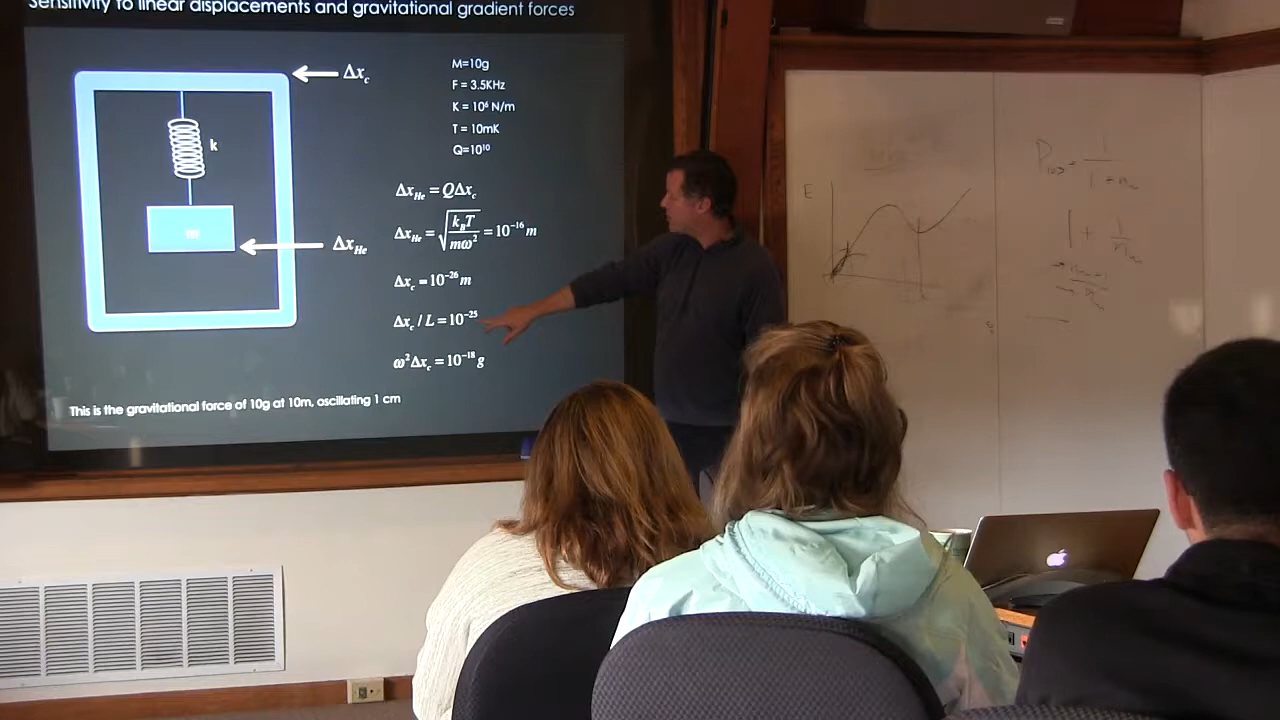 Sensitivity to linear displacements and gravitational gradient forces
Δx_c
M=10g
F = 3.5KHz
K = 10⁶ N/m
T = 10mK
Q=10¹⁰
k
m
Δx_He
Δx_He = QΔx_c
Δx_He = √(k_B T / mω²) = 10⁻¹⁶ m
Δx_c = 10⁻²⁶ m
Δx_c / L = 10⁻²⁵
ω²Δx_c = 10⁻¹⁸ g
This is the gravitational force of 10g at 10m, oscillating 1 cm
E